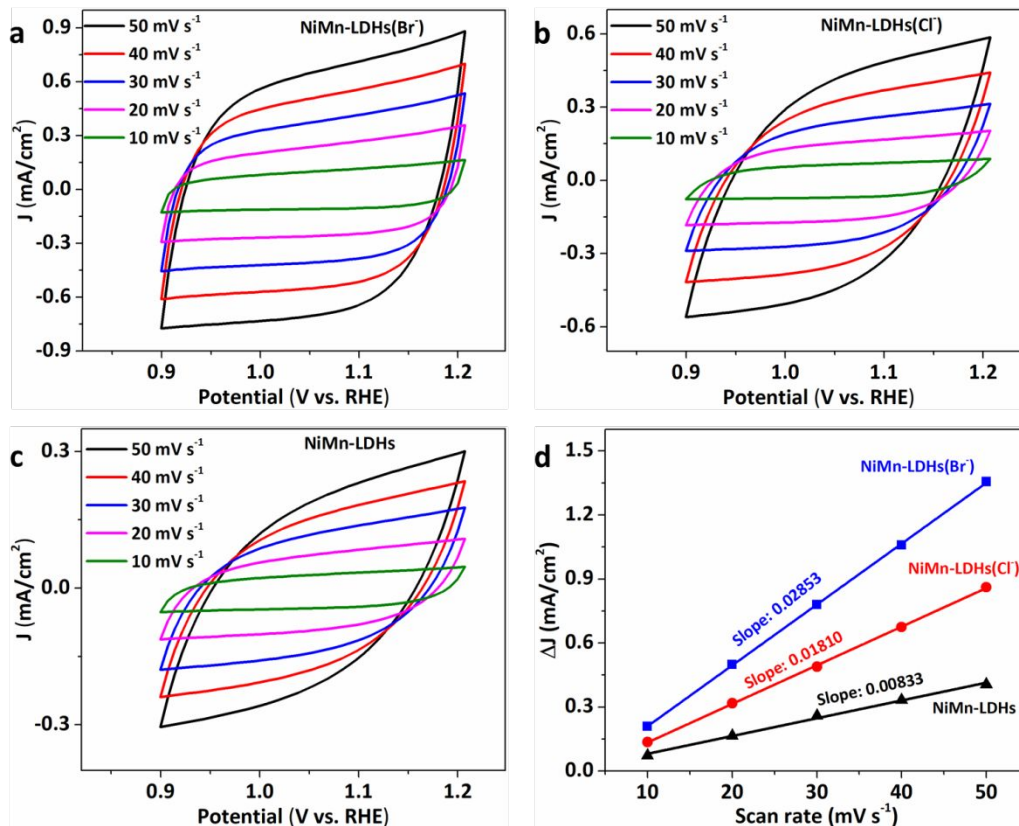 a
NiMn-LDHs(Br⁻)
50 mV s⁻¹
40 mV s⁻¹
30 mV s⁻¹
20 mV s⁻¹
10 mV s⁻¹
J (mA/cm²)
0.9
0.6
0.3
0.0
-0.3
-0.6
-0.9
0.9 1.0 1.1 1.2
Potential (V vs. RHE)
b
NiMn-LDHs(Cl⁻)
50 mV s⁻¹
40 mV s⁻¹
30 mV s⁻¹
20 mV s⁻¹
10 mV s⁻¹
J (mA/cm²)
0.6
0.3
0.0
-0.3
-0.6
0.9 1.0 1.1 1.2
Potential (V vs. RHE)
c
NiMn-LDHs
50 mV s⁻¹
40 mV s⁻¹
30 mV s⁻¹
20 mV s⁻¹
10 mV s⁻¹
J (mA/cm²)
0.3
0.0
-0.3
0.9 1.0 1.1 1.2
Potential (V vs. RHE)
d
NiMn-LDHs(Br⁻)
NiMn-LDHs(Cl⁻)
NiMn-LDHs
Slope: 0.02853
Slope: 0.01810
Slope: 0.00833
ΔJ (mA/cm²)
1.5
1.2
0.9
0.6
0.3
0.0
10 20 30 40 50
Scan rate (mV s⁻¹)